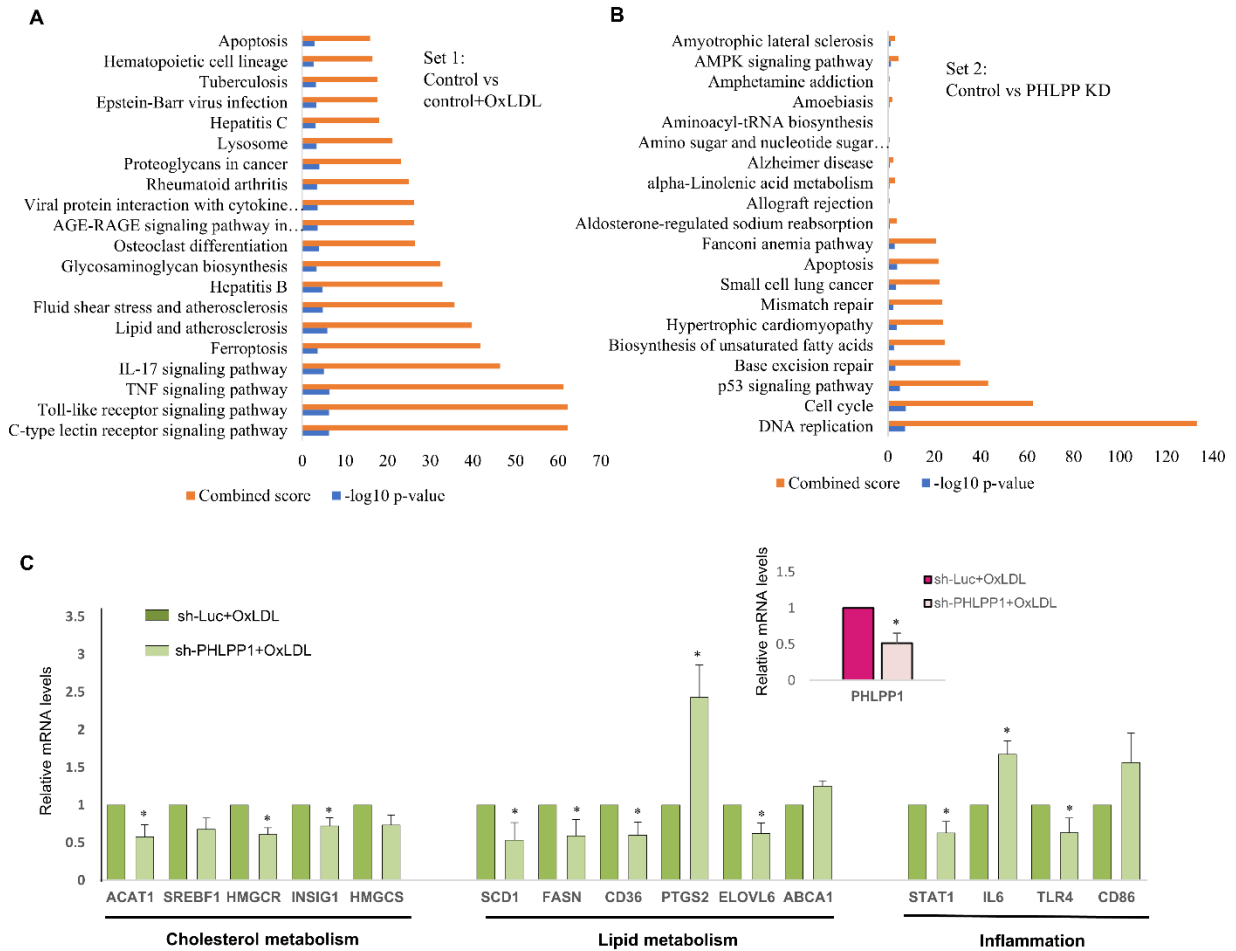 A
Apoptosis
Hematopoietic cell lineage
Tuberculosis
Epstein-Barr virus infection
Hepatitis C
Lysosome
Proteoglycans in cancer
Rheumatoid arthritis
Viral protein interaction with cytokine…
AGE-RAGE signaling pathway in…
Osteoclast differentiation
Glycosaminoglycan biosynthesis
Hepatitis B
Fluid shear stress and atherosclerosis
Lipid and atherosclerosis
Ferroptosis
IL-17 signaling pathway
TNF signaling pathway
Toll-like receptor signaling pathway
C-type lectin receptor signaling pathway
Set 1:
Control vs
control+OxLDL
0 10 20 30 40 50 60 70
Combined score -log10 p-value
B
Amyotrophic lateral sclerosis
AMPK signaling pathway
Amphetamine addiction
Amoebiasis
Aminoacyl-tRNA biosynthesis
Amino sugar and nucleotide sugar…
Alzheimer disease
alpha-Linolenic acid metabolism
Allograft rejection
Aldosterone-regulated sodium reabsorption
Fanconi anemia pathway
Apoptosis
Small cell lung cancer
Mismatch repair
Hypertrophic cardiomyopathy
Biosynthesis of unsaturated fatty acids
Base excision repair
p53 signaling pathway
Cell cycle
DNA replication
Set 2:
Control vs PHLPP KD
0 20 40 60 80 100 120 140
Combined score -log10 p-value
C
Relative mRNA levels
3.5
3
2.5
2
1.5
1
0.5
0
sh-Luc+OxLDL
sh-PHLPP1+OxLDL
* * * * * * * * * * *
ACAT1 SREBF1 HMGCR INSIG1 HMGCS SCD1 FASN CD36 PTGS2 ELOVL6 ABCA1 STAT1 IL6 TLR4 CD86
Cholesterol metabolism Lipid metabolism Inflammation
Relative mRNA levels
1.5
1
0.5
0
*
PHLPP1
sh-Luc+OxLDL
sh-PHLPP1+OxLDL